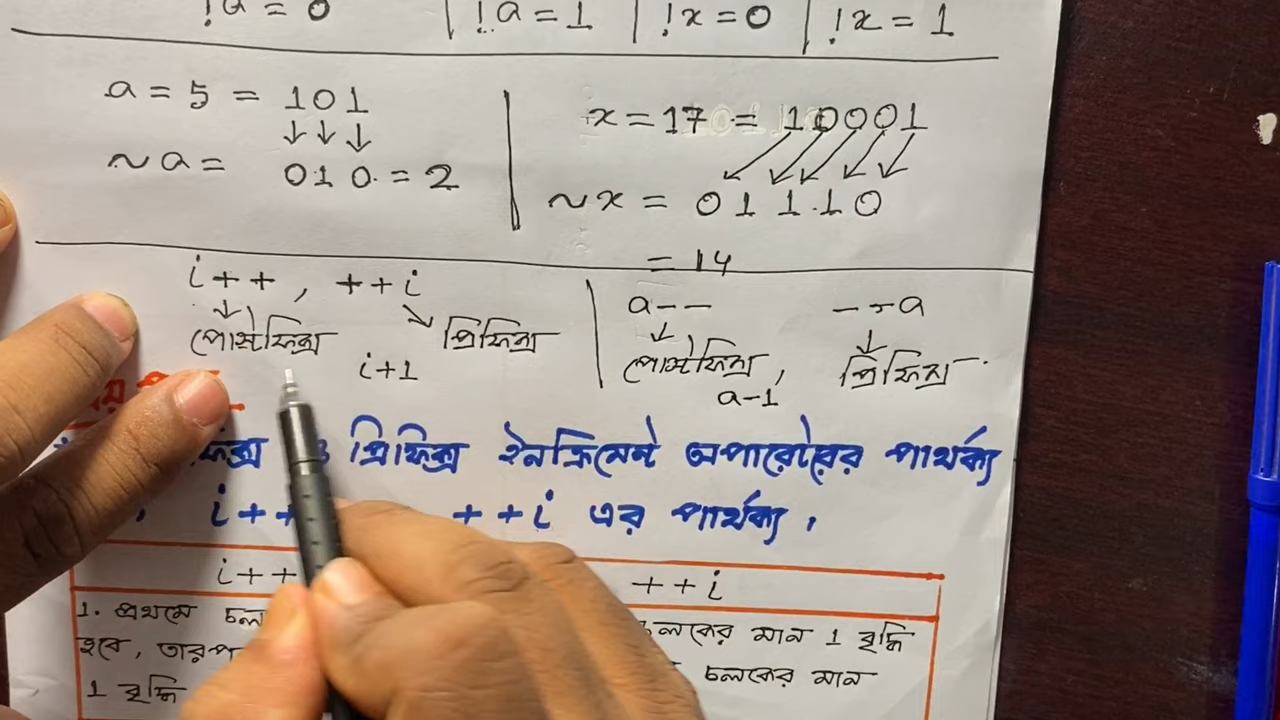 !a = 0 | !a = 1 | !x = 0 | !x = 1
a = 5 = 101
~a = 010 = 2
x = 17 = 10001
~x = 01110
= 14
i++, ++i
পোস্টফিক্স প্রিফিক্স
i+1
a-- --a
পোস্টফিক্স, প্রিফিক্স
a-1
ও প্রিফিক্স ইনক্রিমেন্ট অপারেটরের পার্থক্য
i++ ++i এর পার্থক্য।
i++ ++i
1. প্রথমে চলকের মান 1 বৃদ্ধি
হবে, চলকের মান
1 বৃদ্ধি